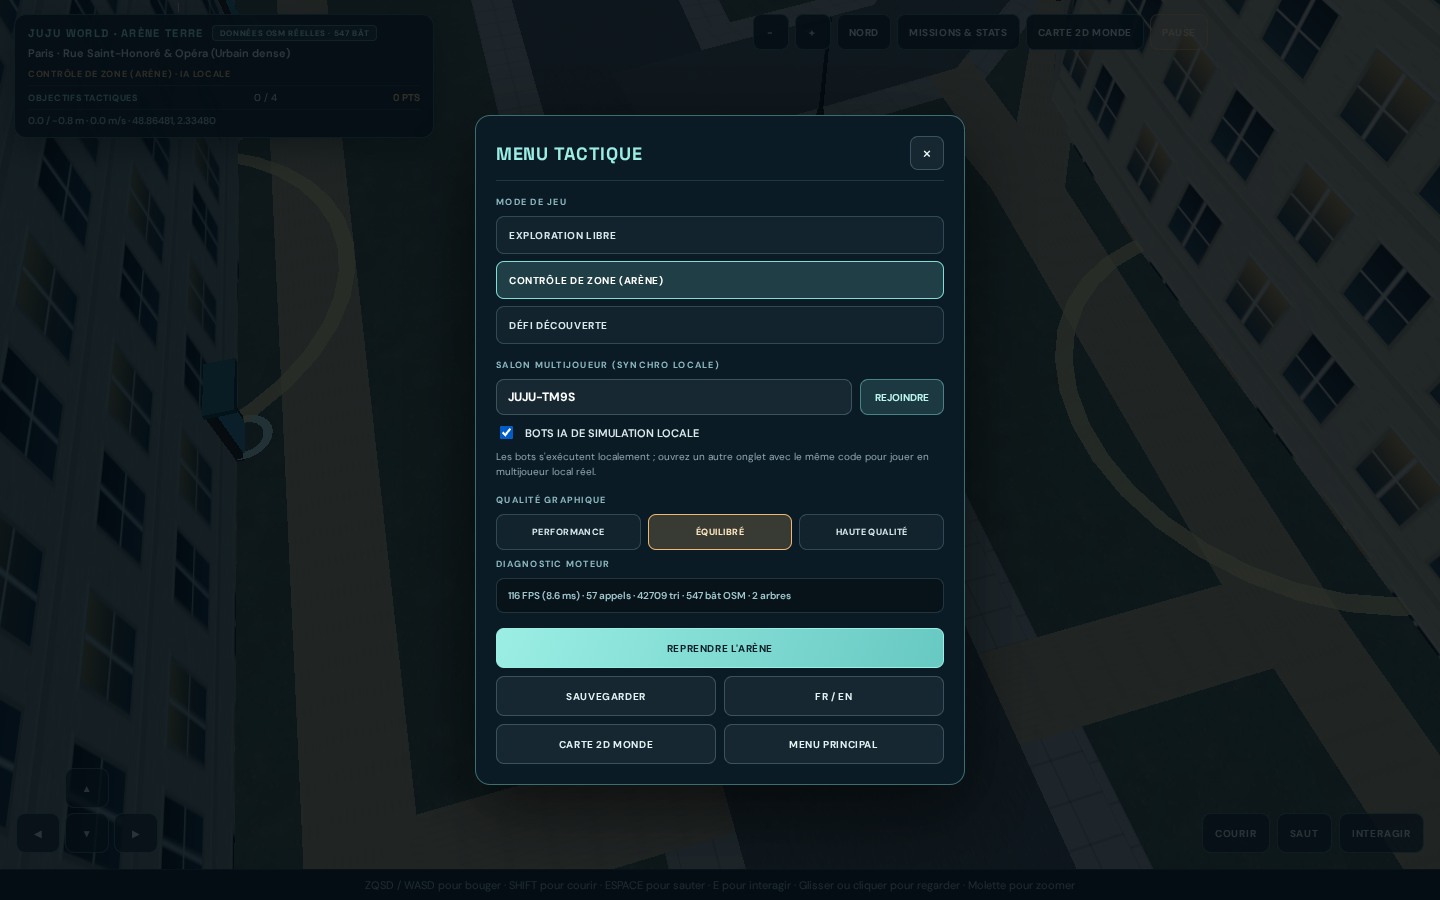 JUJU WORLD · ARÈNE TERRE DONNÉES OSM RÉELLES · 547 BÂT
Paris · Rue Saint-Honoré & Opéra (Urbain dense)
CONTRÔLE DE ZONE (ARÈNE) · IA LOCALE
OBJECTIFS TACTIQUES 0 / 4 0 PTS
0.0 / -0.8 m · 0.0 m/s · 48.86481, 2.33480
- + NORD MISSIONS & STATS CARTE 2D MONDE PAUSE
MENU TACTIQUE ×
MODE DE JEU
EXPLORATION LIBRE
CONTRÔLE DE ZONE (ARÈNE)
DÉFI DÉCOUVERTE
SALON MULTIJOUEUR (SYNCHRO LOCALE)
JUJU-TM9S REJOINDRE
BOTS IA DE SIMULATION LOCALE
Les bots s'exécutent localement ; ouvrez un autre onglet avec le même code pour jouer en
multijoueur local réel.
QUALITÉ GRAPHIQUE
PERFORMANCE ÉQUILIBRÉ HAUTE QUALITÉ
DIAGNOSTIC MOTEUR
116 FPS (8.6 ms) · 57 appels · 42709 tri · 547 bât OSM · 2 arbres
REPRENDRE L'ARÈNE
SAUVEGARDER FR / EN
CARTE 2D MONDE MENU PRINCIPAL
▲
◀ ▼ ▶
COURIR SAUT INTERAGIR
ZQSD / WASD pour bouger · SHIFT pour courir · ESPACE pour sauter · E pour interagir · Glisser ou cliquer pour regarder · Molette pour zoomer